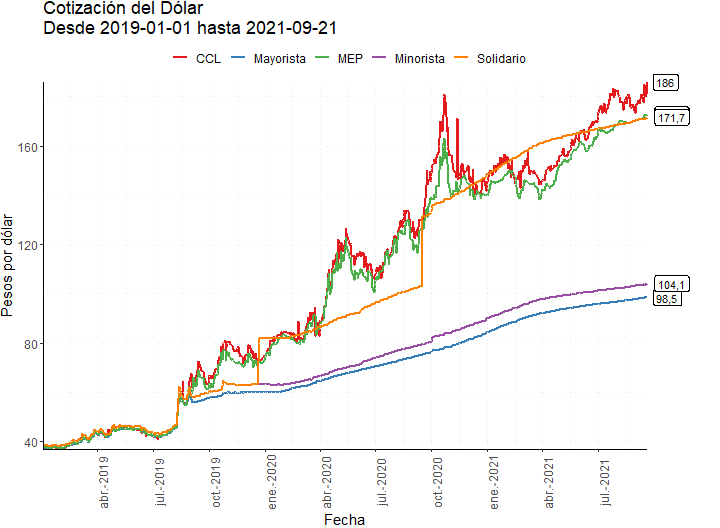 Cotización del Dólar
Desde 2019-01-01 hasta 2021-09-21
CCL Mayorista MEP Minorista Solidario
Pesos por dólar
160
120
80
40
186
171,7
104,1
98,5
abr.-2019
jul.-2019
oct.-2019
ene.-2020
abr.-2020
jul.-2020
oct.-2020
ene.-2021
abr.-2021
jul.-2021
Fecha